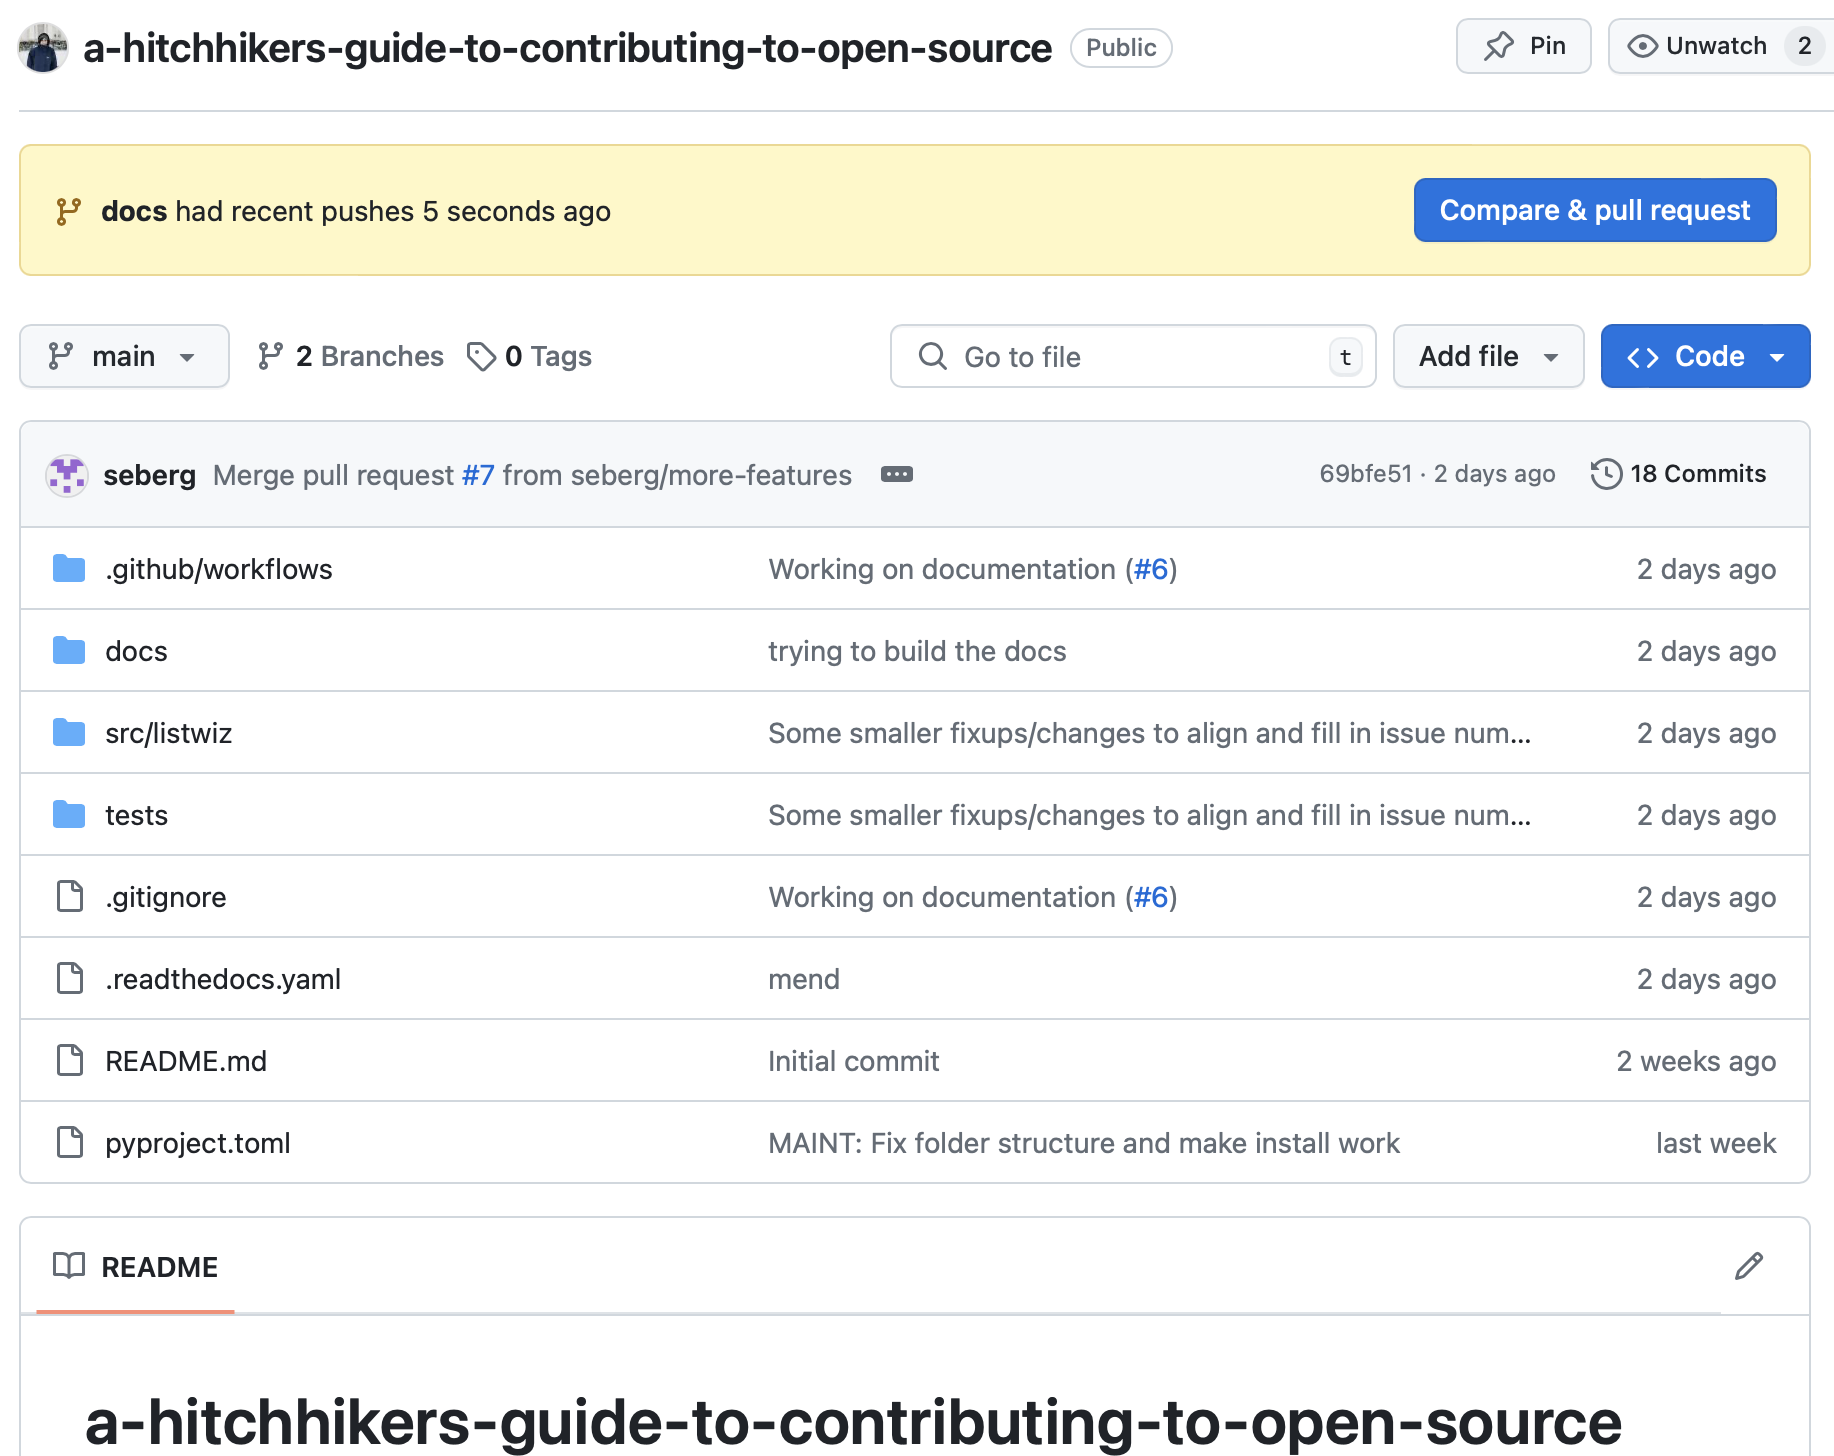 a-hitchhikers-guide-to-contributing-to-open-source Public Pin Unwatch 2
docs had recent pushes 5 seconds ago Compare & pull request
main 2 Branches 0 Tags Go to file t Add file Code
seberg Merge pull request #7 from seberg/more-features 69bfe51 · 2 days ago 18 Commits
.github/workflows Working on documentation (#6) 2 days ago
docs trying to build the docs 2 days ago
src/listwiz Some smaller fixups/changes to align and fill in issue num... 2 days ago
tests Some smaller fixups/changes to align and fill in issue num... 2 days ago
.gitignore Working on documentation (#6) 2 days ago
.readthedocs.yaml mend 2 days ago
README.md Initial commit 2 weeks ago
pyproject.toml MAINT: Fix folder structure and make install work last week
README
a-hitchhikers-guide-to-contributing-to-open-source